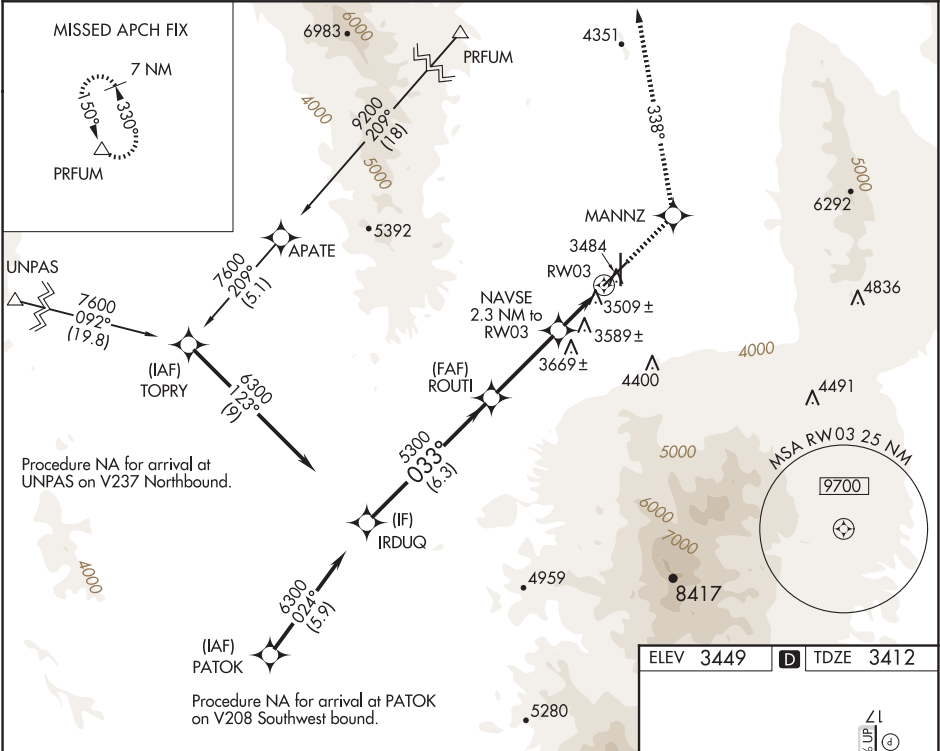 MISSED APCH FIX
7 NM
150°
330°
PRFUM
6983
6000
PRFUM
4351
4000
9200
209°
(18)
338°
5000
5000
6292
5392
APATE
MANNZ
3484
RW03
UNPAS
7600
092°
(19.8)
7600
209°
(5.1)
NAVSE
2.3 NM to
RW03
3509±
3589±
3669±
4836
4000
(IAF)
TOPRY
6300
123°
(9)
(FAF)
ROUTI
4400
4491
Procedure NA for arrival at
UNPAS on V237 Northbound.
5300
033°
(6.3)
5000
MSA RW03 25 NM
9700
6000
7000
(IF)
IRDUQ
4000
6300
024°
(5.9)
4959
8417
(IAF)
PATOK
Procedure NA for arrival at PATOK
on V208 Southwest bound.
5280
ELEV 3449 D TDZE 3412
17
UP
P